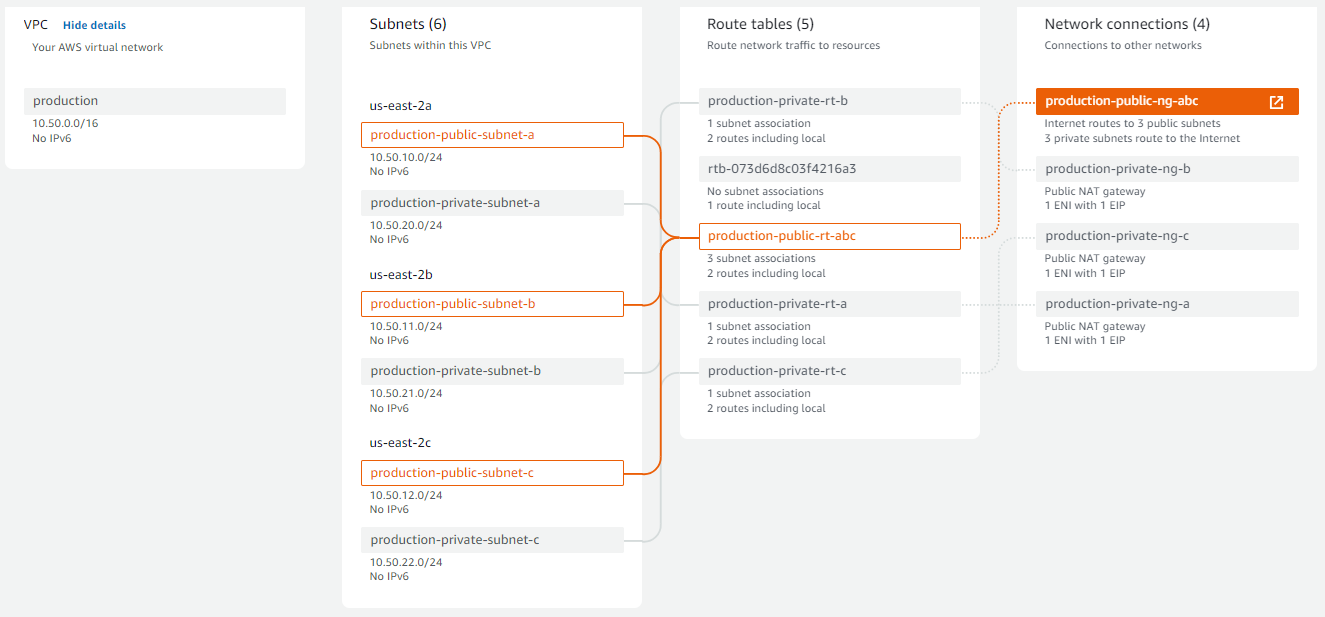 VPC Hide details
Your AWS virtual network
production
10.50.0.0/16
No IPv6
Subnets (6)
Subnets within this VPC
us-east-2a
production-public-subnet-a
10.50.10.0/24
No IPv6
production-private-subnet-a
10.50.20.0/24
No IPv6
us-east-2b
production-public-subnet-b
10.50.11.0/24
No IPv6
production-private-subnet-b
10.50.21.0/24
No IPv6
us-east-2c
production-public-subnet-c
10.50.12.0/24
No IPv6
production-private-subnet-c
10.50.22.0/24
No IPv6
Route tables (5)
Route network traffic to resources
production-private-rt-b
1 subnet association
2 routes including local
rtb-073d6d8c03f4216a3
No subnet associations
1 route including local
production-public-rt-abc
3 subnet associations
2 routes including local
production-private-rt-a
1 subnet association
2 routes including local
production-private-rt-c
1 subnet association
2 routes including local
Network connections (4)
Connections to other networks
production-public-ng-abc
Internet routes to 3 public subnets
3 private subnets route to the Internet
production-private-ng-b
Public NAT gateway
1 ENI with 1 EIP
production-private-ng-c
Public NAT gateway
1 ENI with 1 EIP
production-private-ng-a
Public NAT gateway
1 ENI with 1 EIP